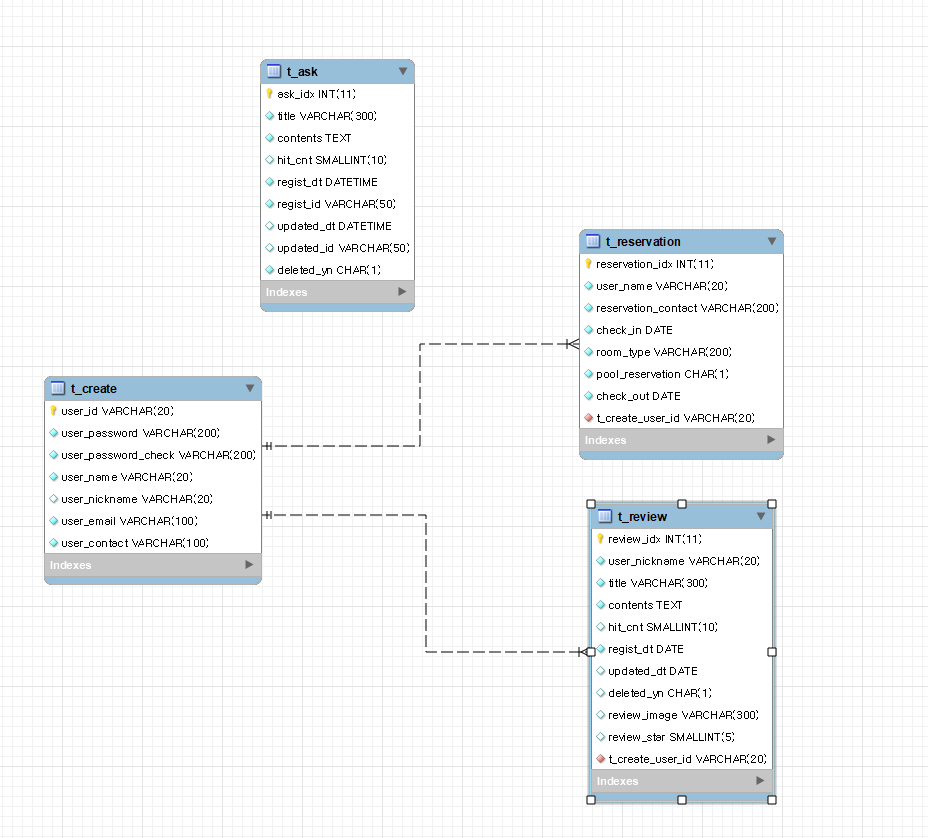 t_ask
ask_idx INT(11)
title VARCHAR(300)
contents TEXT
hit_cnt SMALLINT(10)
regist_dt DATETIME
regist_id VARCHAR(50)
updated_dt DATETIME
updated_id VARCHAR(50)
deleted_yn CHAR(1)
Indexes
t_reservation
reservation_idx INT(11)
user_name VARCHAR(20)
reservation_contact VARCHAR(200)
check_in DATE
room_type VARCHAR(200)
pool_reservation CHAR(1)
check_out DATE
t_create_user_id VARCHAR(20)
Indexes
t_create
user_id VARCHAR(20)
user_password VARCHAR(200)
user_password_check VARCHAR(200)
user_name VARCHAR(20)
user_nickname VARCHAR(20)
user_email VARCHAR(100)
user_contact VARCHAR(100)
Indexes
t_review
review_idx INT(11)
user_nickname VARCHAR(20)
title VARCHAR(300)
contents TEXT
hit_cnt SMALLINT(10)
regist_dt DATE
updated_dt DATE
deleted_yn CHAR(1)
review_image VARCHAR(300)
review_star SMALLINT(5)
t_create_user_id VARCHAR(20)
Indexes